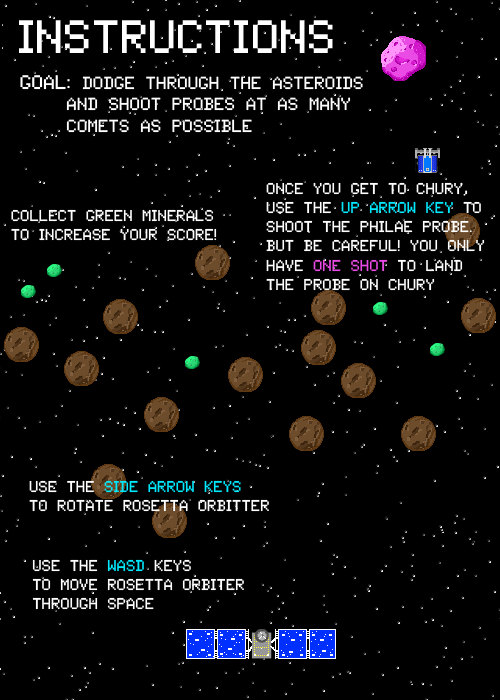 INSTRUCTIONS
GOAL: DODGE THROUGH THE ASTEROIDS
AND SHOOT PROBES AT AS MANY
COMETS AS POSSIBLE
ONCE YOU GET TO CHURY,
USE THE UP ARROW KEY TO
SHOOT THE PHILAE PROBE.
BUT BE CAREFUL! YOU ONLY
HAVE ONE SHOT TO LAND
THE PROBE ON CHURY
COLLECT GREEN MINERALS
TO INCREASE YOUR SCORE!
USE THE SIDE ARROW KEYS
TO ROTATE ROSETTA ORBITTER
USE THE WASD KEYS
TO MOVE ROSETTA ORBITER
THROUGH SPACE